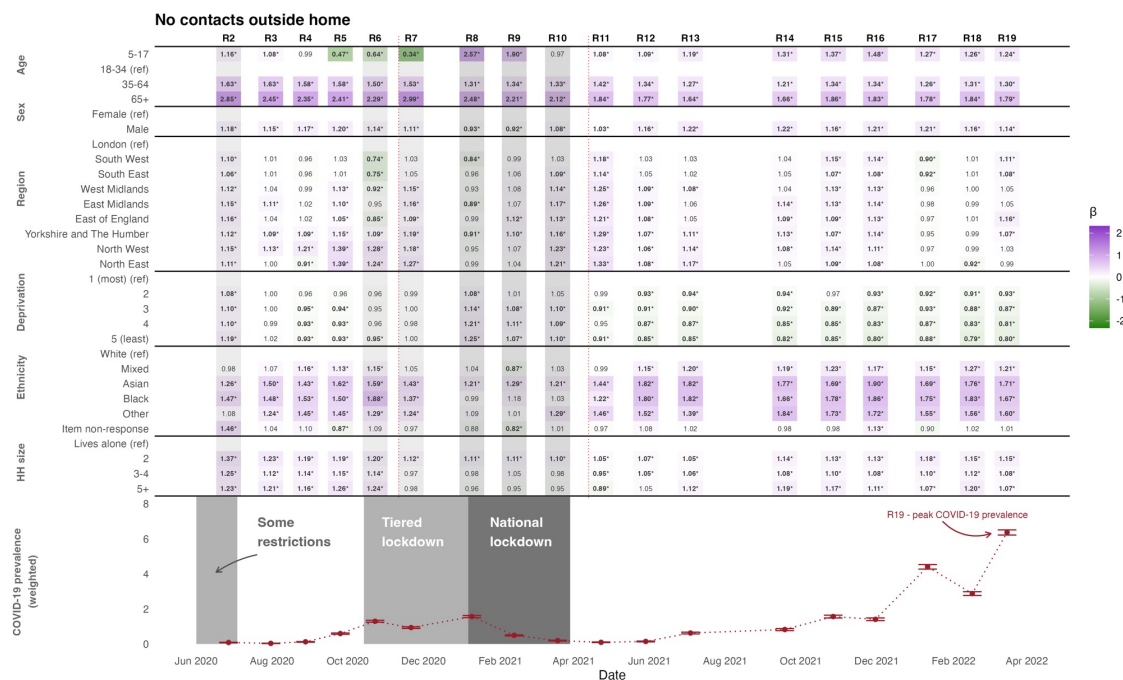 No contacts outside home
R2 R3 R4 R5 R6 R7 R8 R9 R10 R11 R12 R13 R14 R15 R16 R17 R18 R19
Age
5-17 1.16* 1.08* 0.99 0.47* 0.64* 0.34* 2.57* 1.90* 0.97 1.08* 1.09* 1.19* 1.31* 1.37* 1.48* 1.27* 1.26* 1.24*
18-34 (ref)
35-64 1.63* 1.63* 1.58* 1.58* 1.50* 1.53* 1.31* 1.34* 1.33* 1.42* 1.34* 1.27* 1.21* 1.34* 1.34* 1.26* 1.31* 1.30*
65+ 2.85* 2.45* 2.35* 2.41* 2.29* 2.99* 2.48* 2.21* 2.12* 1.84* 1.77* 1.64* 1.66* 1.86* 1.83* 1.78* 1.84* 1.79*
Sex
Female (ref)
Male 1.18* 1.15* 1.17* 1.20* 1.14* 1.11* 0.93* 0.92* 1.08* 1.03* 1.16* 1.22* 1.22* 1.16* 1.21* 1.21* 1.16* 1.14*
Region
London (ref)
South West 1.10* 1.01 0.96 1.03 0.74* 1.03 0.84* 0.99 1.03 1.18* 1.03 1.03 1.04 1.15* 1.14* 0.90* 1.01 1.11*
South East 1.06* 1.01 0.96 1.01 0.75* 1.05 0.96 1.06 1.09* 1.14* 1.05 1.02 1.05 1.07* 1.08* 0.92* 1.01 1.08*
West Midlands 1.12* 1.04 0.99 1.13* 0.92* 1.15* 0.93 1.08 1.14* 1.25* 1.09* 1.08* 1.04 1.13* 1.13* 0.96 1.00 1.05
East Midlands 1.15* 1.11* 1.02 1.10* 0.95 1.16* 0.89* 1.07 1.17* 1.26* 1.09* 1.06 1.14* 1.13* 1.14* 0.98 0.99 1.05
East of England 1.16* 1.04 1.02 1.05* 0.85* 1.09* 0.99 1.12* 1.13* 1.21* 1.08* 1.05 1.09* 1.09* 1.13* 0.97 1.01 1.16*
Yorkshire and The Humber 1.12* 1.09* 1.09* 1.15* 1.09* 1.19* 0.91* 1.10* 1.16* 1.29* 1.07* 1.11* 1.13* 1.07* 1.14* 0.95 0.99 1.07*
North West 1.15* 1.13* 1.21* 1.39* 1.28* 1.18* 0.95 1.07 1.23* 1.23* 1.06* 1.14* 1.08* 1.14* 1.11* 0.97 0.99 1.03
North East 1.11* 1.00 0.91* 1.39* 1.24* 1.27* 0.99 1.04 1.21* 1.33* 1.08* 1.17* 1.05 1.09* 1.08* 1.00 0.92* 0.99
Deprivation
1 (most) (ref)
2 1.08* 1.00 0.96 0.96 0.96 0.99 1.08* 1.01 1.05 0.99 0.93* 0.94* 0.94* 0.97 0.93* 0.92* 0.91* 0.93*
3 1.10* 1.00 0.95* 0.94* 0.95 1.00 1.14* 1.08* 1.10* 0.91* 0.91* 0.90* 0.92* 0.89* 0.87* 0.93* 0.88* 0.87*
4 1.10* 0.99 0.93* 0.93* 0.96 0.98 1.21* 1.11* 1.09* 0.95 0.87* 0.87* 0.85* 0.85* 0.83* 0.87* 0.83* 0.81*
5 (least) 1.19* 1.02 0.93* 0.93* 0.95* 1.00 1.25* 1.07* 1.10* 0.91* 0.85* 0.85* 0.82* 0.85* 0.80* 0.88* 0.79* 0.80*
Ethnicity
White (ref)
Mixed 0.98 1.07 1.16* 1.13* 1.15* 1.05 1.04 0.87* 1.03 0.99 1.15* 1.20* 1.19* 1.23* 1.17* 1.15* 1.27* 1.21*
Asian 1.26* 1.50* 1.43* 1.62* 1.59* 1.43* 1.21* 1.29* 1.21* 1.44* 1.82* 1.82* 1.77* 1.69* 1.90* 1.69* 1.76* 1.71*
Black 1.47* 1.48* 1.53* 1.50* 1.88* 1.37* 0.99 1.18 1.03 1.22* 1.80* 1.82* 1.66* 1.78* 1.86* 1.75* 1.83* 1.67*
Other 1.08 1.24* 1.45* 1.45* 1.29* 1.24* 1.09 1.01 1.29* 1.46* 1.52* 1.39* 1.84* 1.73* 1.72* 1.55* 1.56* 1.60*
Item non-response 1.46* 1.04 1.10 0.87* 1.09 0.97 0.88 0.82* 1.01 0.97 1.08 1.02 0.98 0.98 1.13* 0.90 1.02 1.01
HH size
Lives alone (ref)
2 1.37* 1.23* 1.19* 1.19* 1.20* 1.12* 1.11* 1.11* 1.10* 1.05* 1.07* 1.05* 1.14* 1.13* 1.13* 1.18* 1.15* 1.15*
3-4 1.25* 1.12* 1.14* 1.15* 1.14* 0.97 0.98 1.05 0.98 0.95* 1.05* 1.06* 1.08* 1.10* 1.08* 1.10* 1.12* 1.08*
5+ 1.23* 1.21* 1.16* 1.26* 1.24* 0.98 0.96 0.95 0.95 0.89* 1.05 1.12* 1.19* 1.17* 1.11* 1.07* 1.20* 1.07*
β
2
1
0
-1
-2
COVID-19 prevalence
(weighted)
8
6
4
2
0
Some
restrictions
Tiered
lockdown
National
lockdown
R19 - peak COVID-19 prevalence
Jun 2020 Aug 2020 Oct 2020 Dec 2020 Feb 2021 Apr 2021 Jun 2021 Aug 2021 Oct 2021 Dec 2021 Feb 2022 Apr 2022
Date